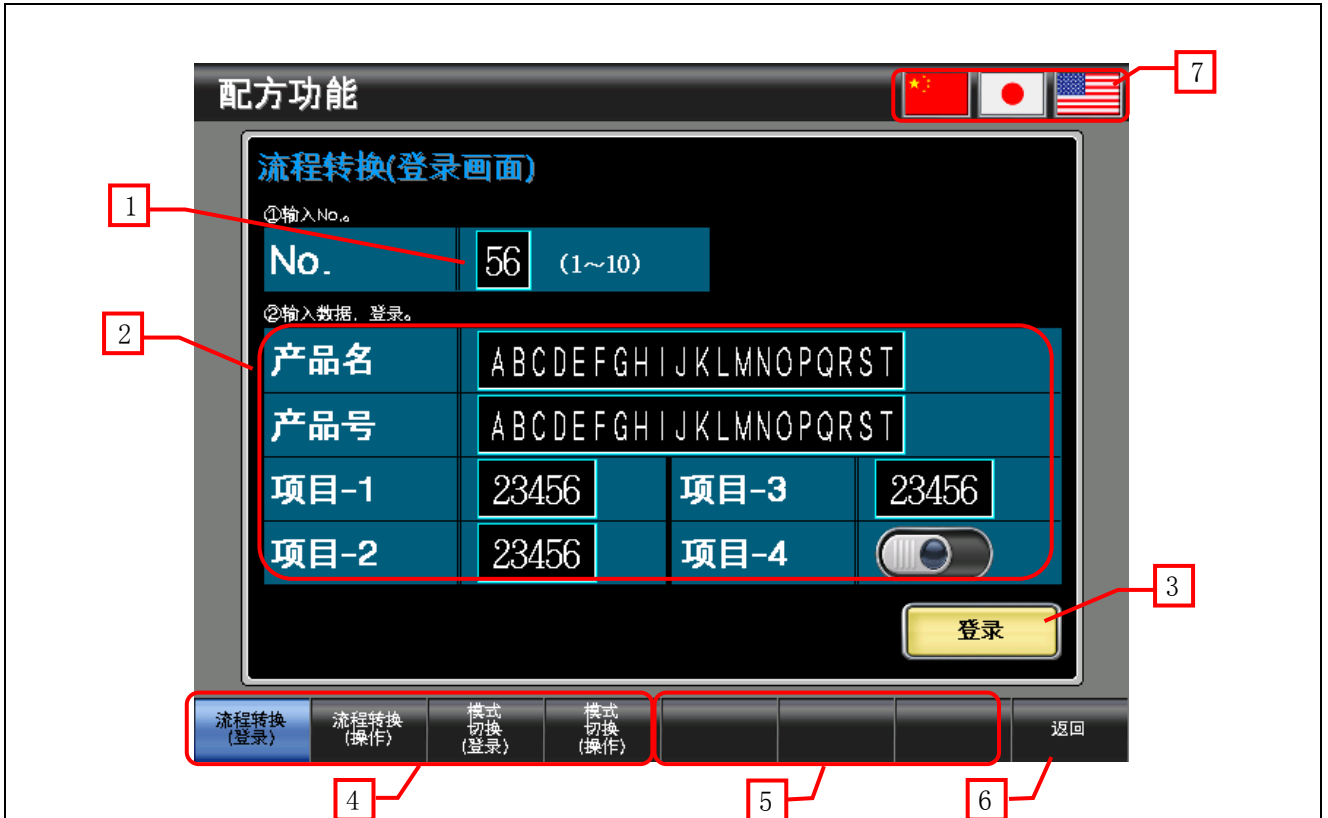 配方功能
7
流程转换(登录画面)
1
①输入No.。
No.
56
(1~10)
②输入数据．登录。
2
产品名
ABCDEFGHIJKLMNOPQRST
产品号
ABCDEFGHIJKLMNOPQRST
项目-1
23456
项目-3
23456
项目-2
23456
项目-4
3
登录
流程转换
(登录)
流程转换
(操作)
模式
切换
(登录)
模式
切换
(操作)
返回
4
5
6